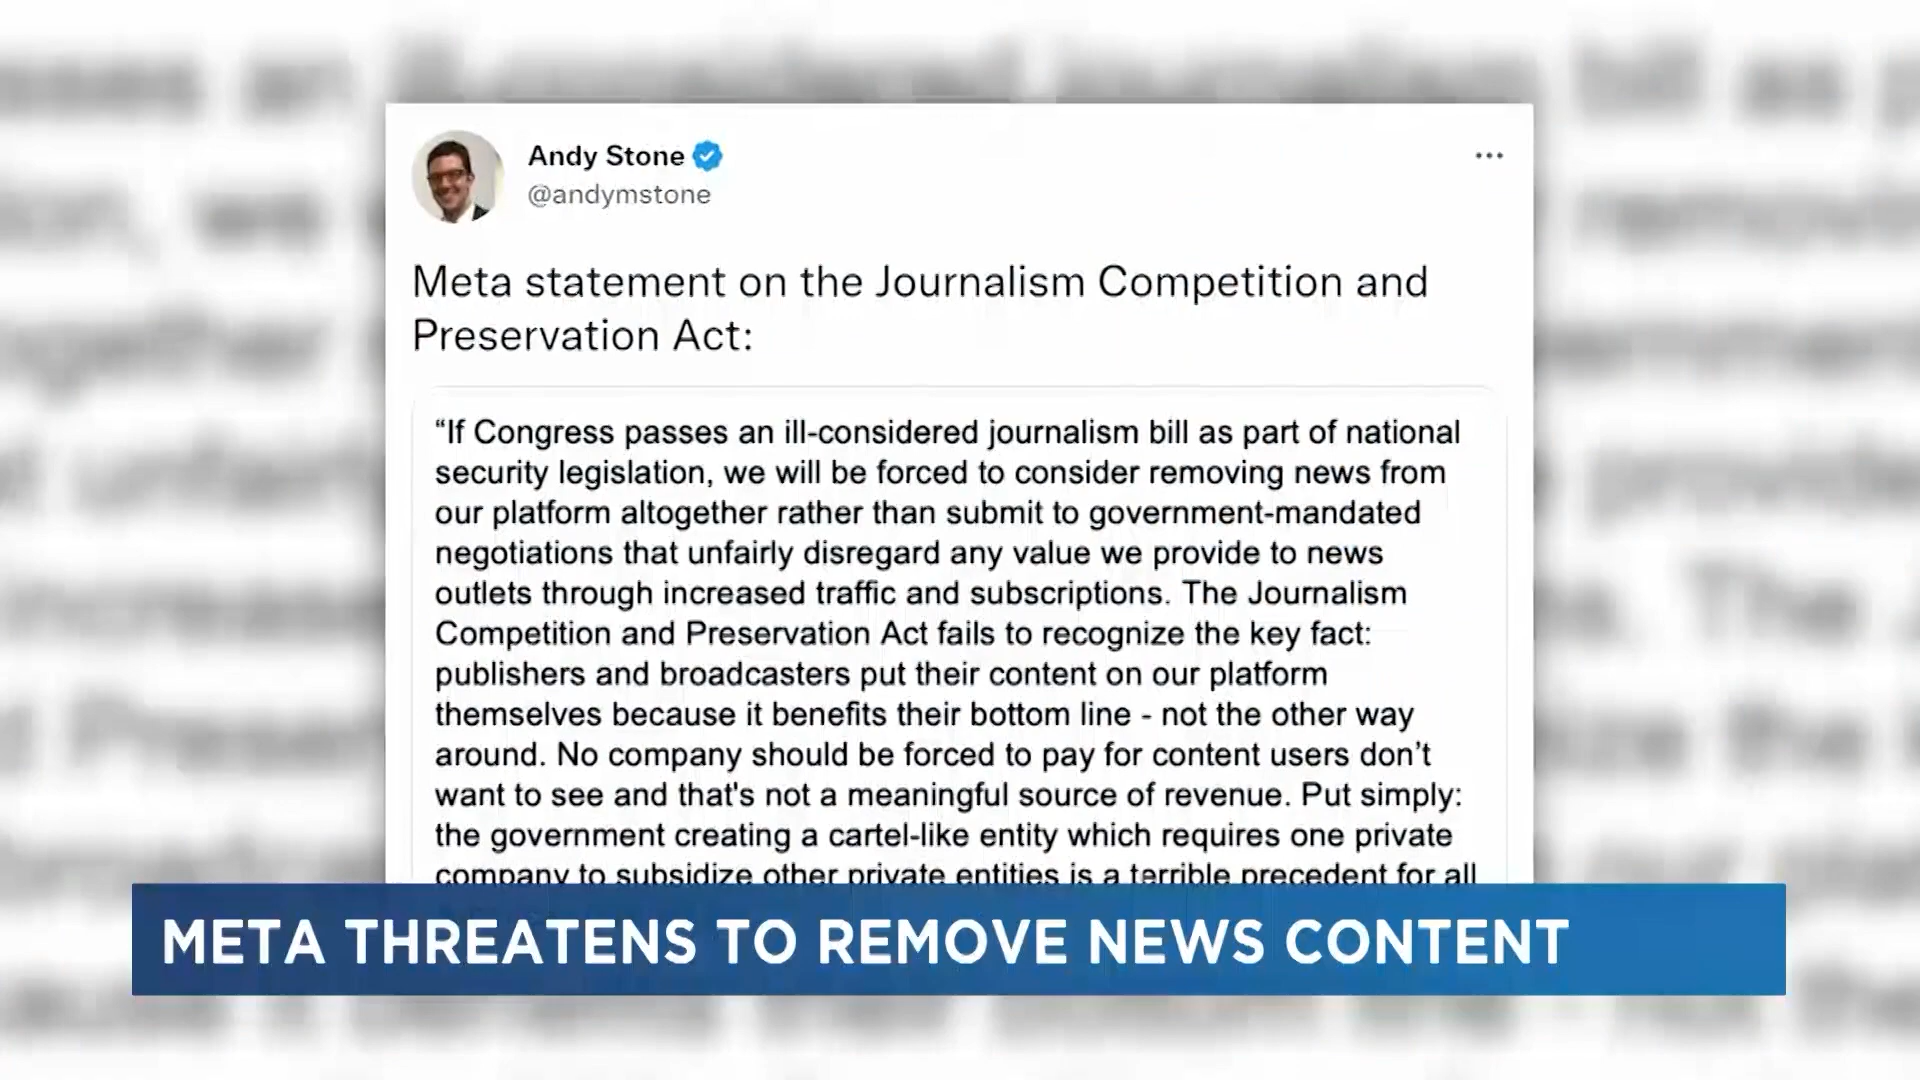 Andy Stone
@andymstone
Meta statement on the Journalism Competition and
Preservation Act:
“If Congress passes an ill-considered journalism bill as part of national
security legislation, we will be forced to consider removing news from
our platform altogether rather than submit to government-mandated
negotiations that unfairly disregard any value we provide to news
outlets through increased traffic and subscriptions. The Journalism
Competition and Preservation Act fails to recognize the key fact:
publishers and broadcasters put their content on our platform
themselves because it benefits their bottom line - not the other way
around. No company should be forced to pay for content users don’t
want to see and that's not a meaningful source of revenue. Put simply:
the government creating a cartel-like entity which requires one private
company to subsidize other private entities is a terrible precedent for all
META THREATENS TO REMOVE NEWS CONTENT